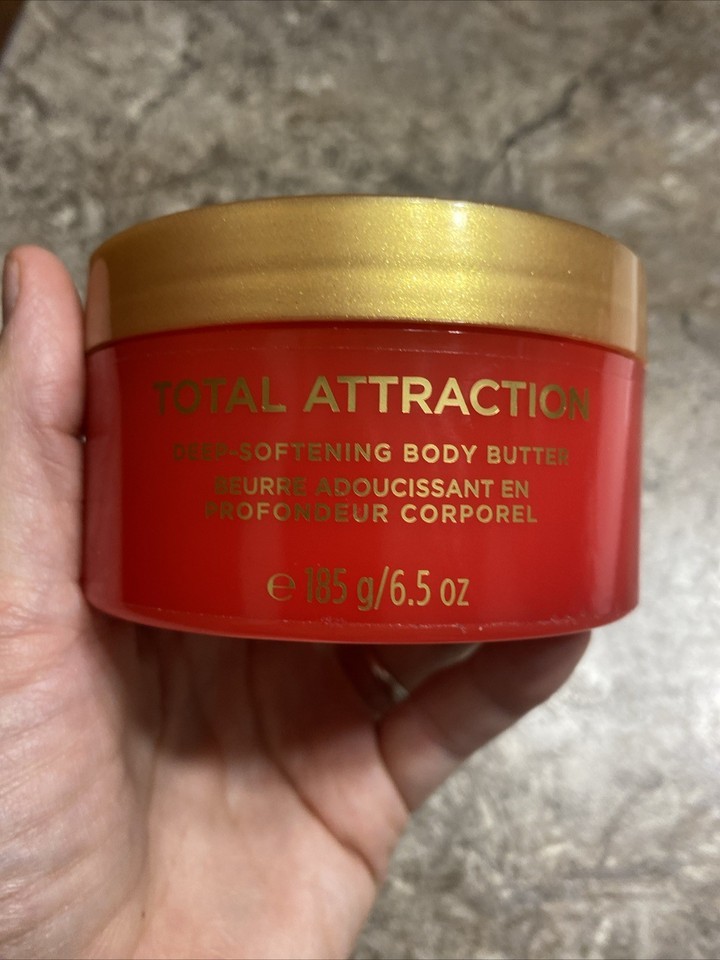 TOTAL ATTRACTION
DEEP-SOFTENING BODY BUTTER
BEURRE ADOUCISSANT EN
PROFONDEUR CORPOREL
℮ 185 g/6.5 oz